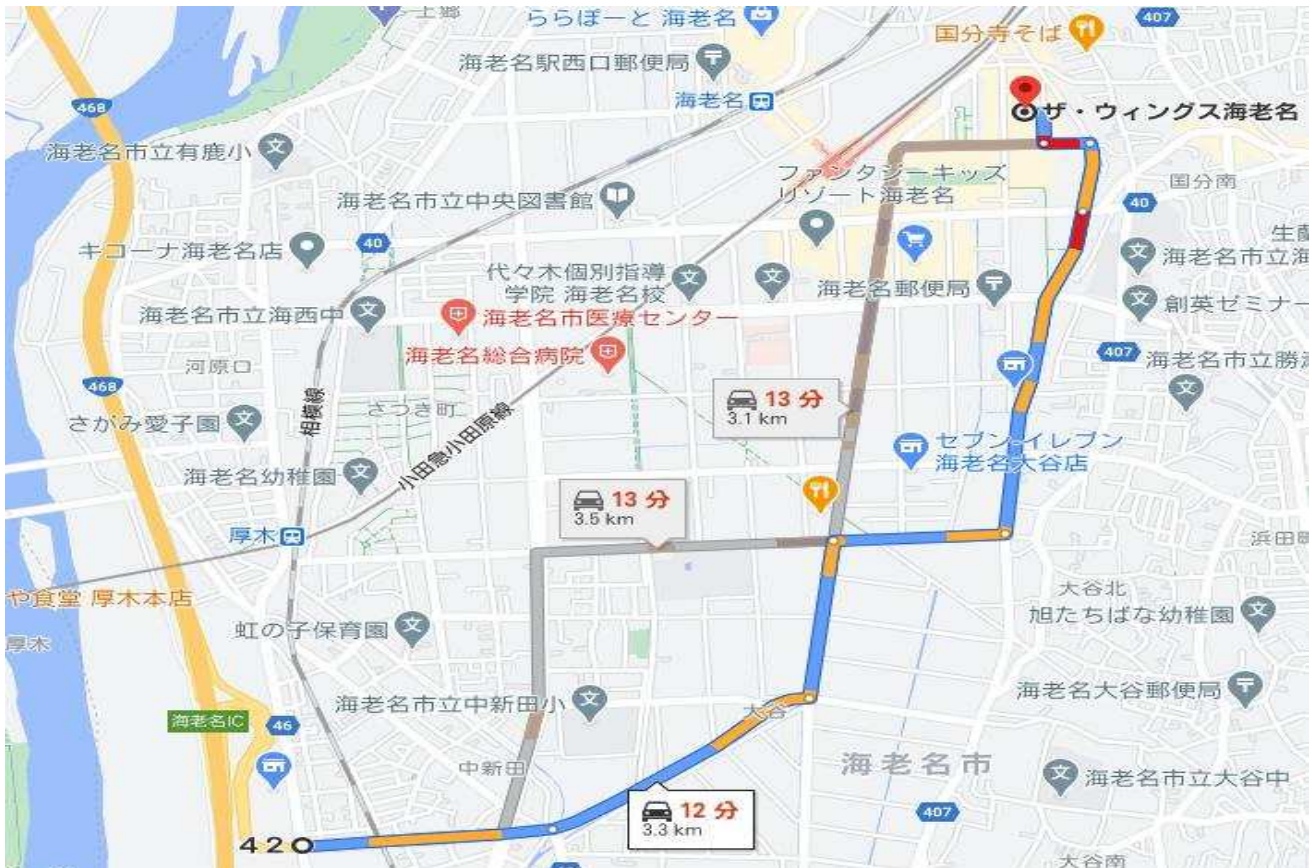 上郷
ららぽーと 海老名
407
国分寺そば
海老名駅西口郵便局
海老名
ザ・ウィングス海老名
468
海老名市立有鹿小
ファンタジーキッズ
リゾート海老名
国分南
海老名市立中央図書館
40
40
キコーナ海老名店
代々木個別指導
学院 海老名校
海老名郵便局
海老名市立海西中
海老名市医療センター
創英ゼミナー
河原口
海老名総合病院
407
468
さつき町
13 分
3.1 km
さがみ愛子園
相模線
小田急小田原線
セブン-イレブン
海老名大谷店
海老名幼稚園
13 分
3.5 km
厚木
浜田町
や食堂 厚木本店
大谷北
旭たちばな幼稚園
厚木
虹の子保育園
海老名大谷郵便局
海老名市立中新田小
大谷
海老名IC
46
中新田
海老名市
海老名市立大谷中
12 分
3.3 km
407
420
大谷南